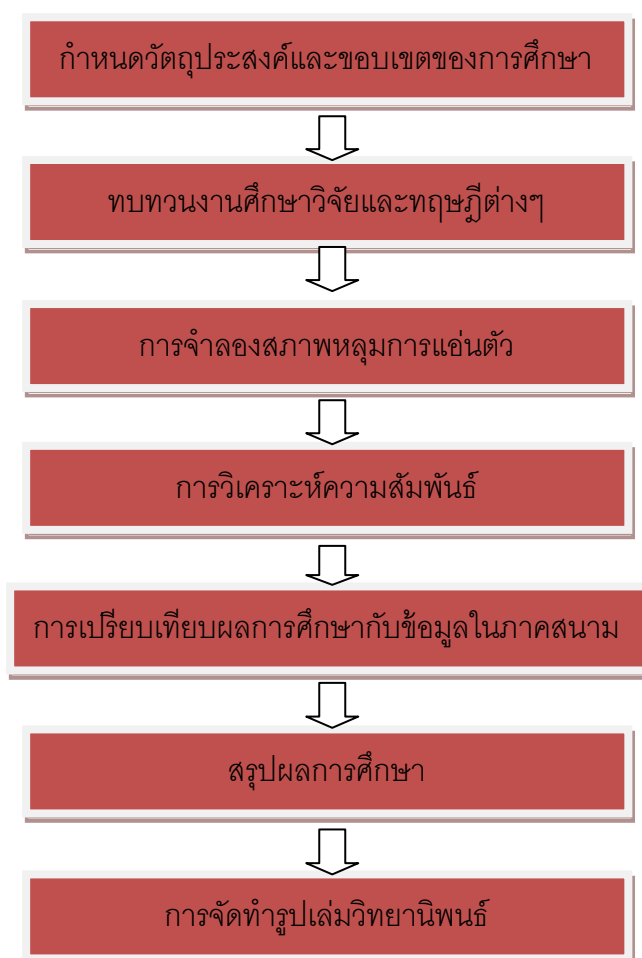 กำหนดวัตถุประสงค์และขอบเขตของการศึกษา
ทบทวนงานศึกษาวิจัยและทฤษฎีต่างๆ
การจำลองสภาพหลุมการแอ่นตัว
การวิเคราะห์ความสัมพันธ์
การเปรียบเทียบผลการศึกษากับข้อมูลในภาคสนาม
สรุปผลการศึกษา
การจัดทำรูปเล่มวิทยานิพนธ์